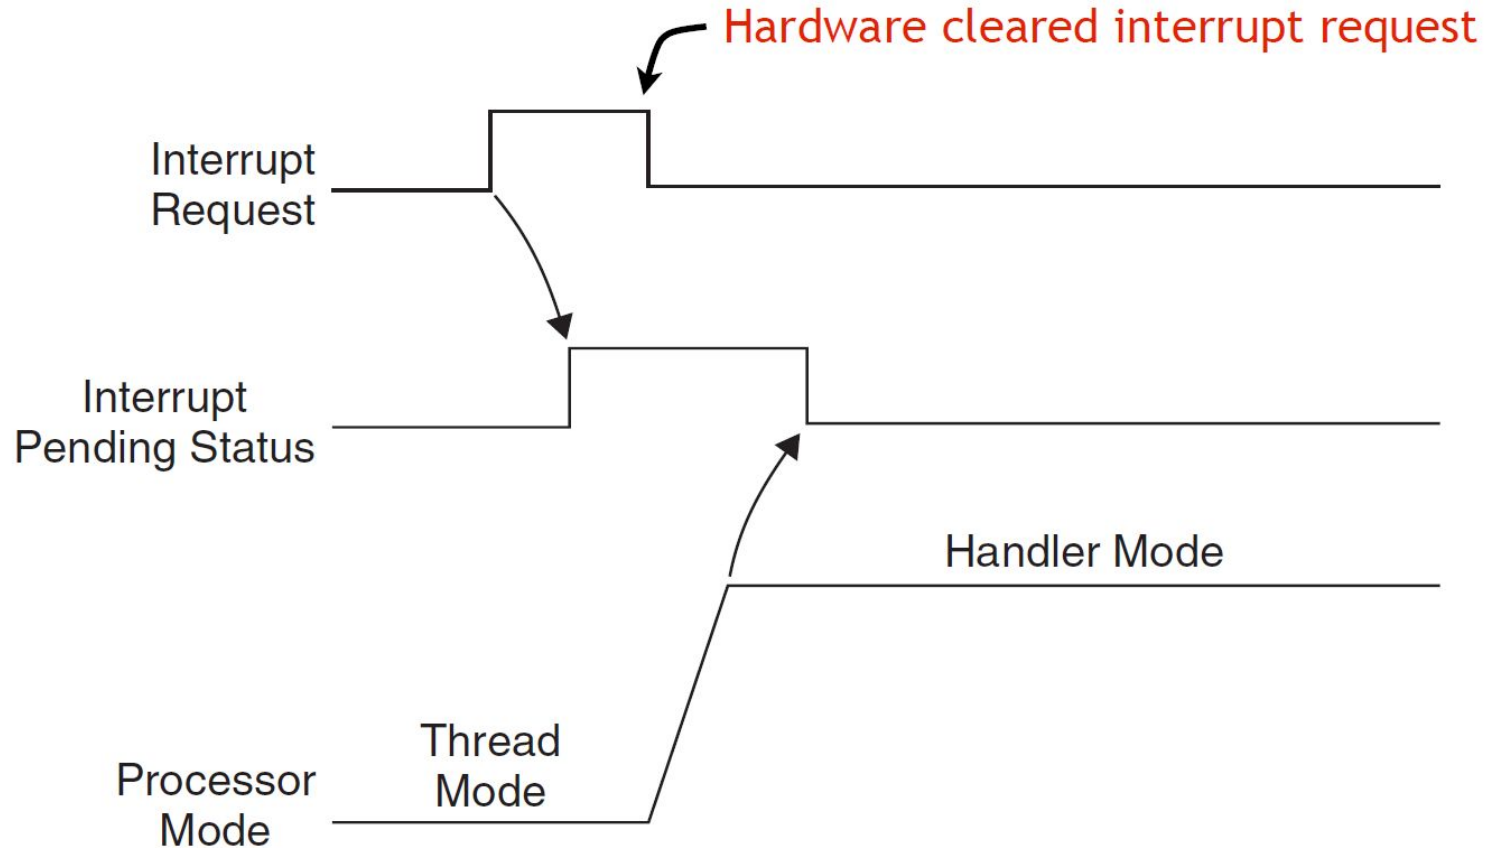 Hardware cleared interrupt request
Interrupt
Request
Interrupt
Pending Status
Handler Mode
Thread
Mode
Processor
Mode